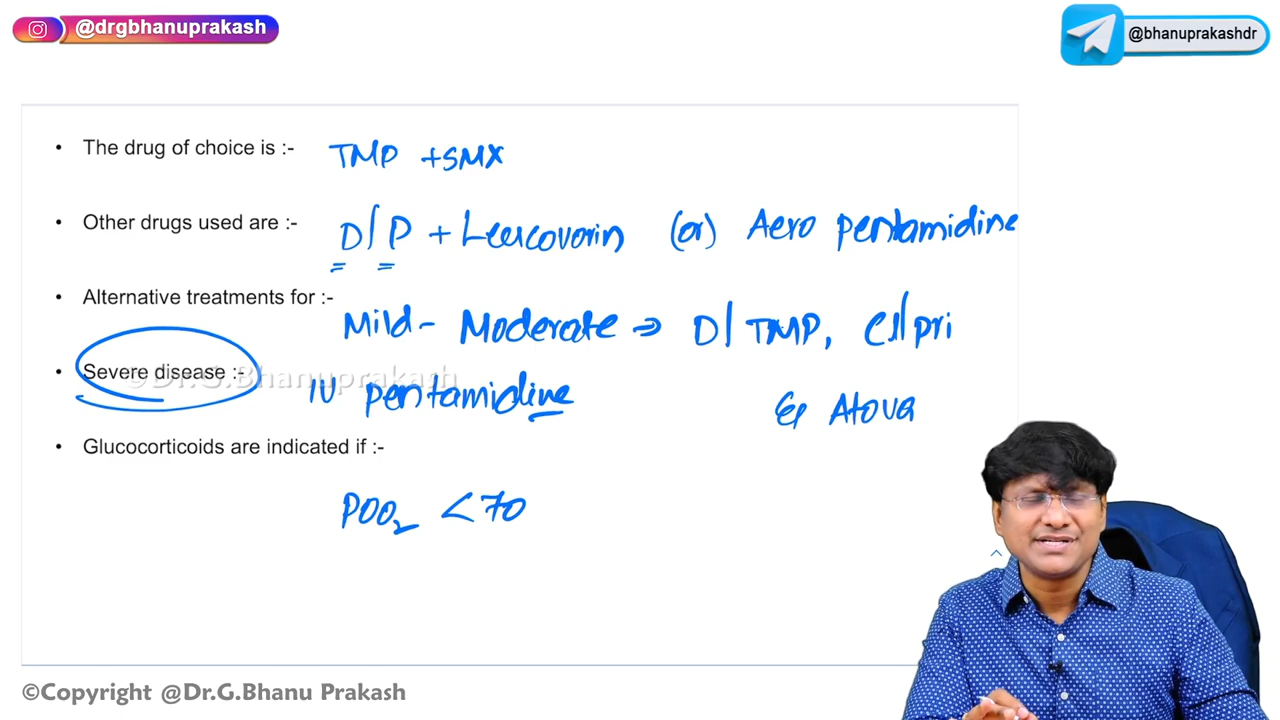 @drgbhanuprakash
@bhanuprakashdr
• The drug of choice is :- TMP + SMX
• Other drugs used are :- D/P + Leucovorin (or) Aero pentamidine
• Alternative treatments for :- Mild - Moderate ⇒ D/TMP, Cl/pri
• Severe disease :- IV pentamidine & Atova
©Dr.G.Bhanuprakash
• Glucocorticoids are indicated if :-
PaO₂ < 70
©Copyright @Dr.G.Bhanu Prakash